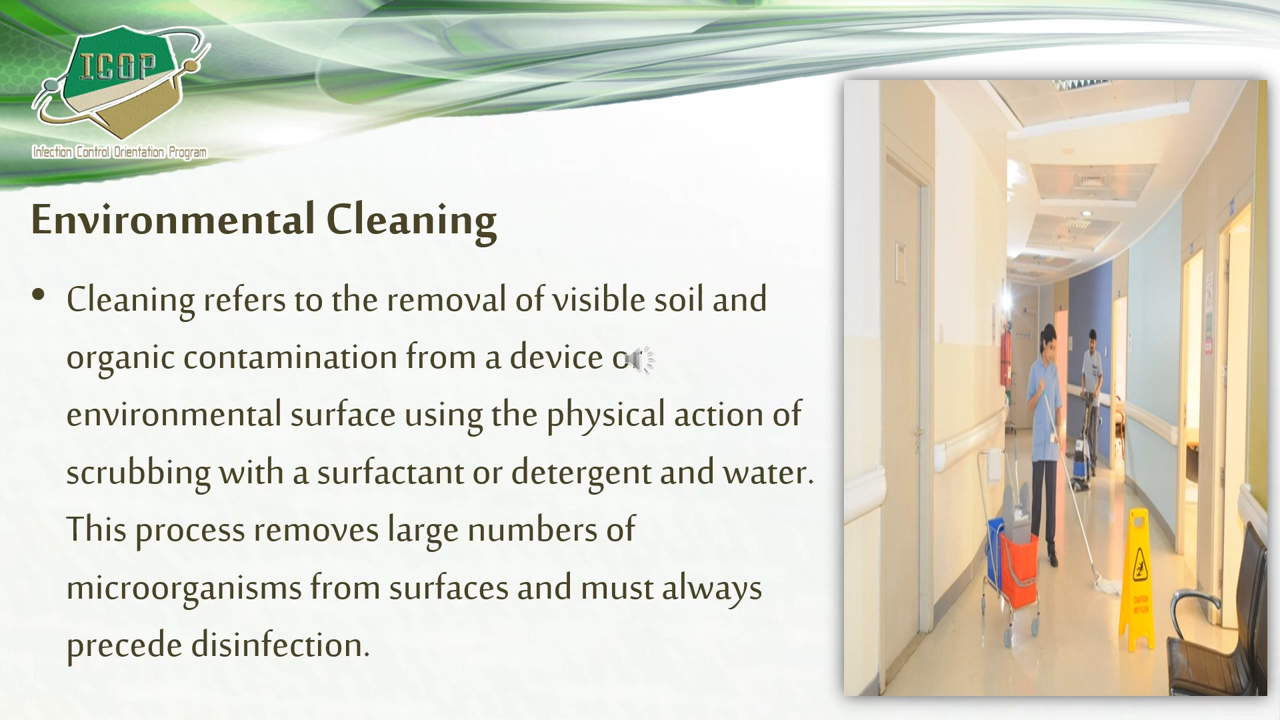 ICOP
Infection Control Orientation Program
Environmental Cleaning
• Cleaning refers to the removal of visible soil and
organic contamination from a device or
environmental surface using the physical action of
scrubbing with a surfactant or detergent and water.
This process removes large numbers of
microorganisms from surfaces and must always
precede disinfection.